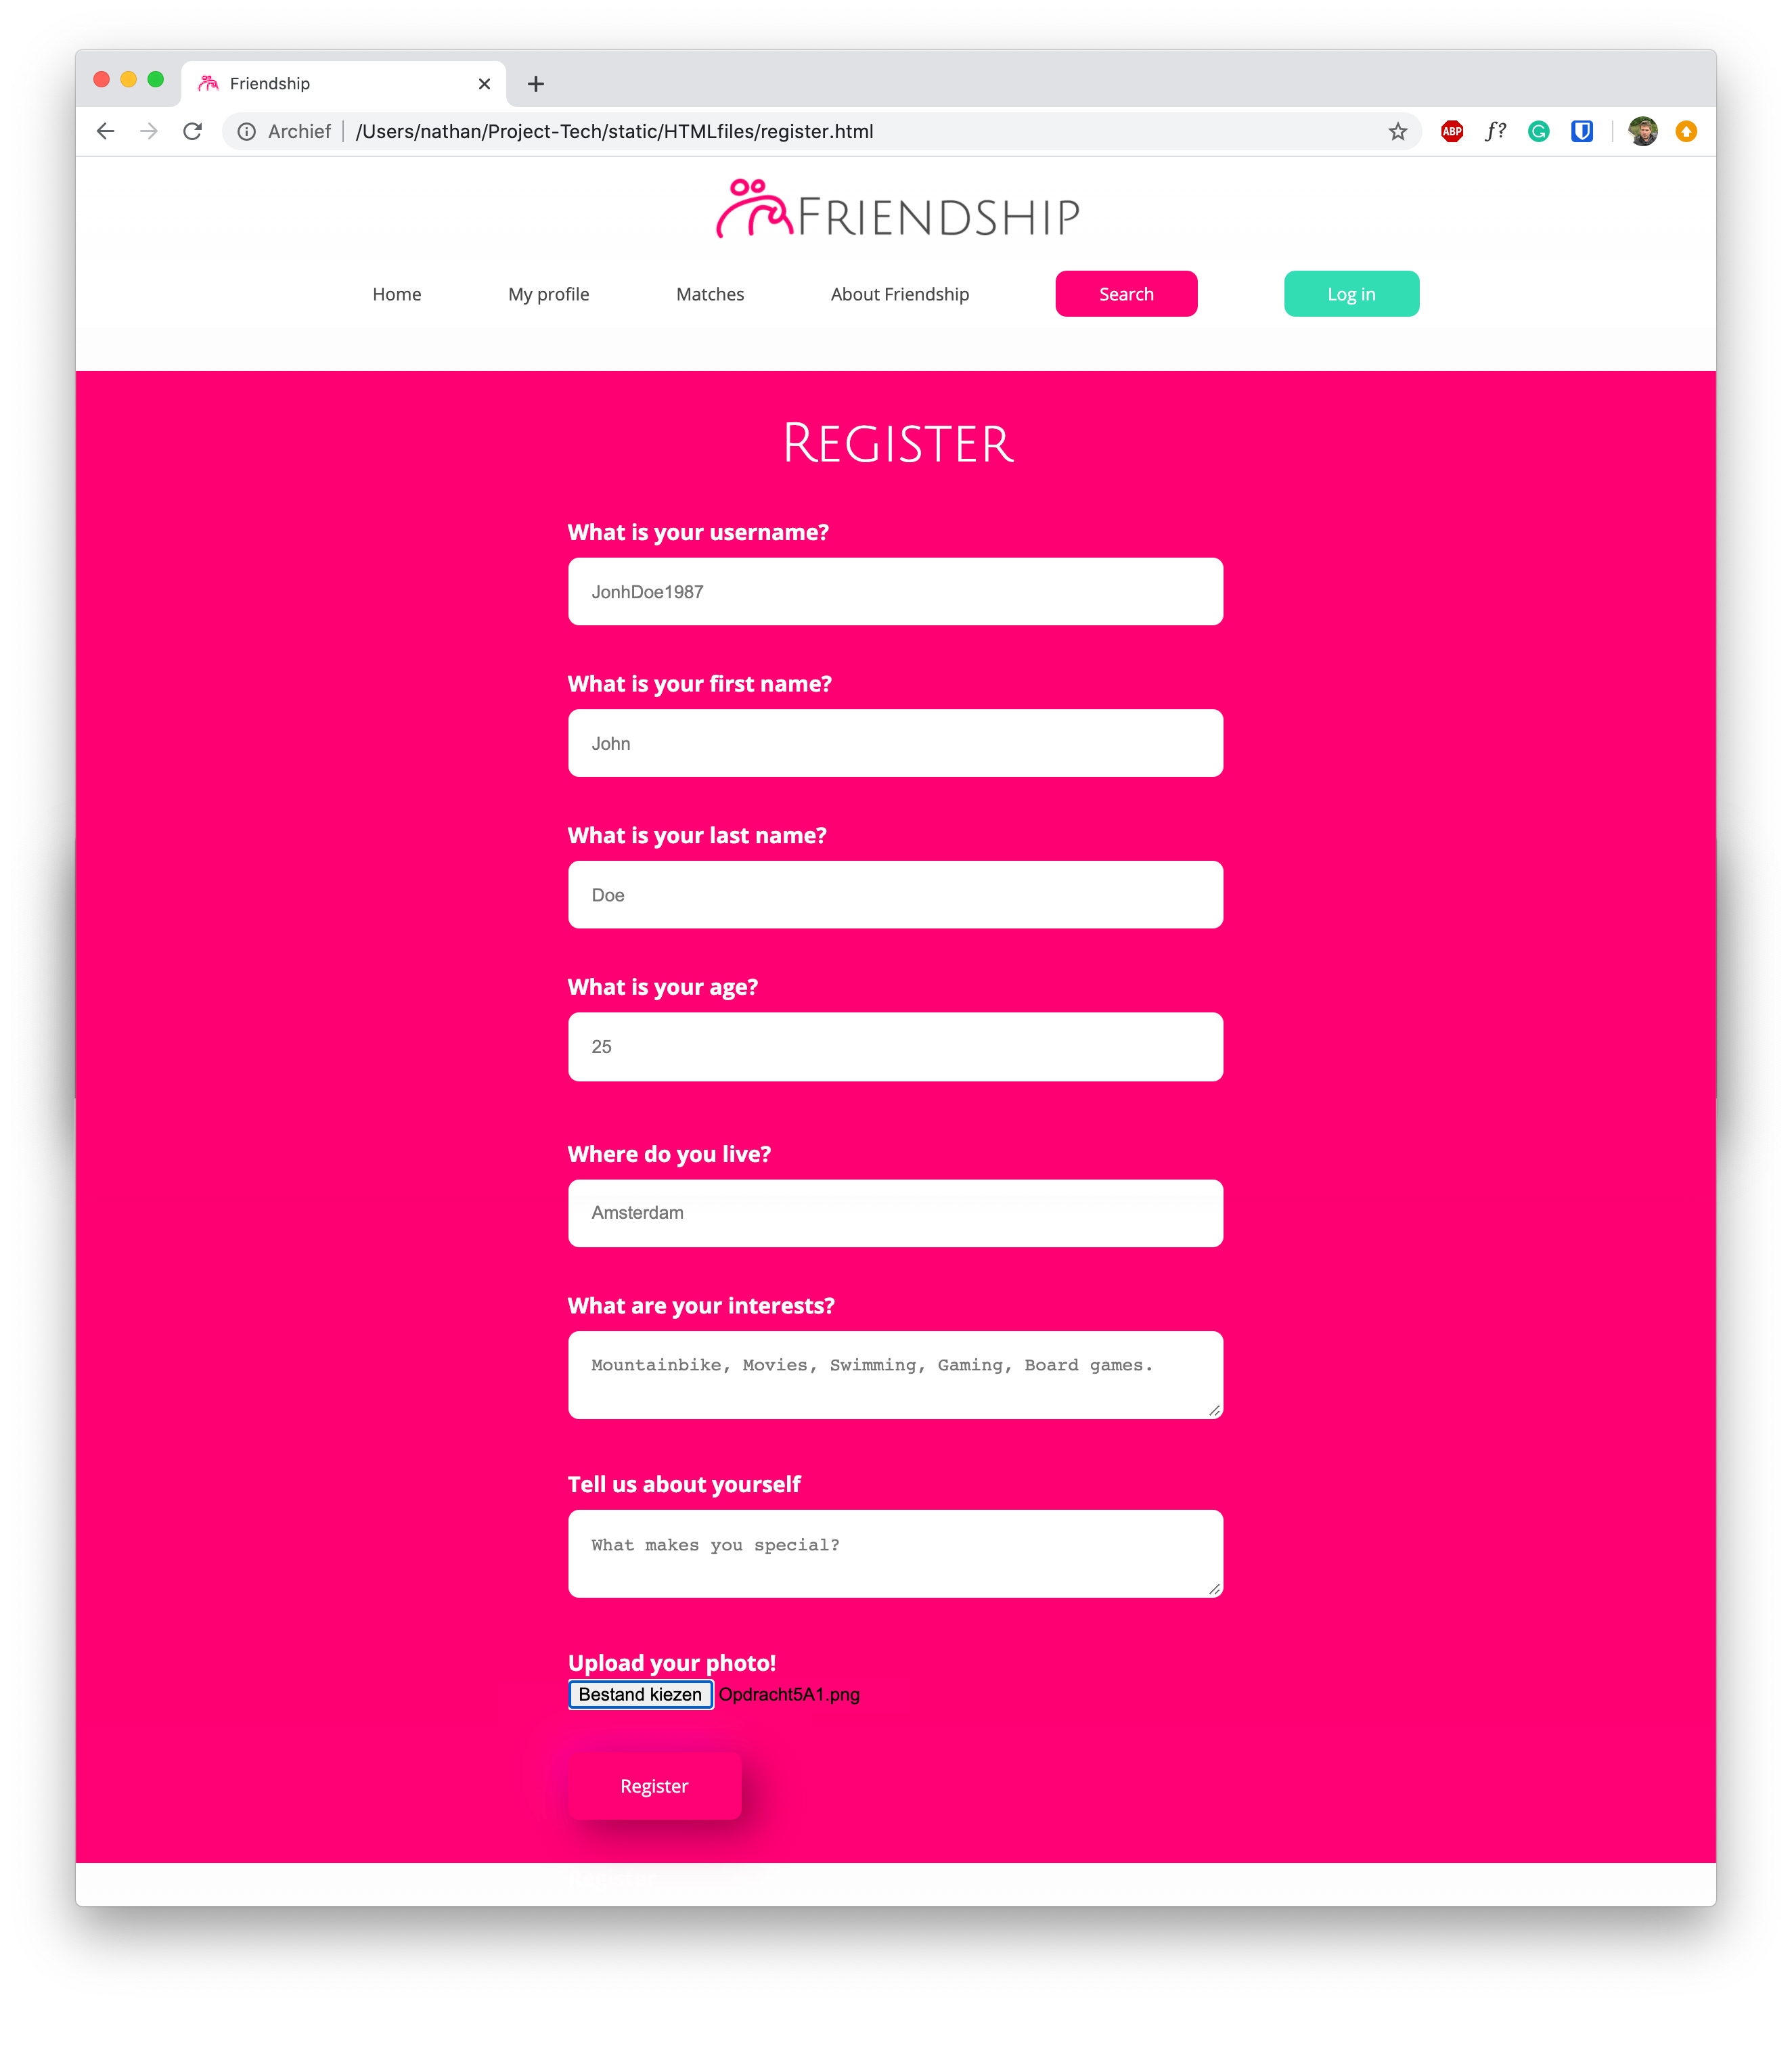 Friendship
Archief | /Users/nathan/Project-Tech/static/HTMLfiles/register.html
ABP f?
FRIENDSHIP
Home My profile Matches About Friendship Search Log in
REGISTER
What is your username?
JonhDoe1987
What is your first name?
John
What is your last name?
Doe
What is your age?
25
Where do you live?
Amsterdam
What are your interests?
Mountainbike, Movies, Swimming, Gaming, Board games.
Tell us about yourself
What makes you special?
Upload your photo!
Bestand kiezen Opdracht5A1.png
Register